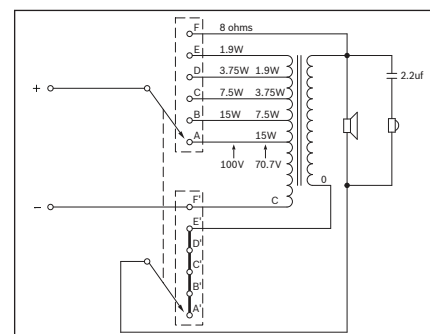 F 8 ohms
E 1.9W
D 3.75W 1.9W
C 7.5W 3.75W
B 15W 7.5W
A 15W
100V 70.7V
+
2.2uf
0
− F' C
E'
D'
C'
B'
A'